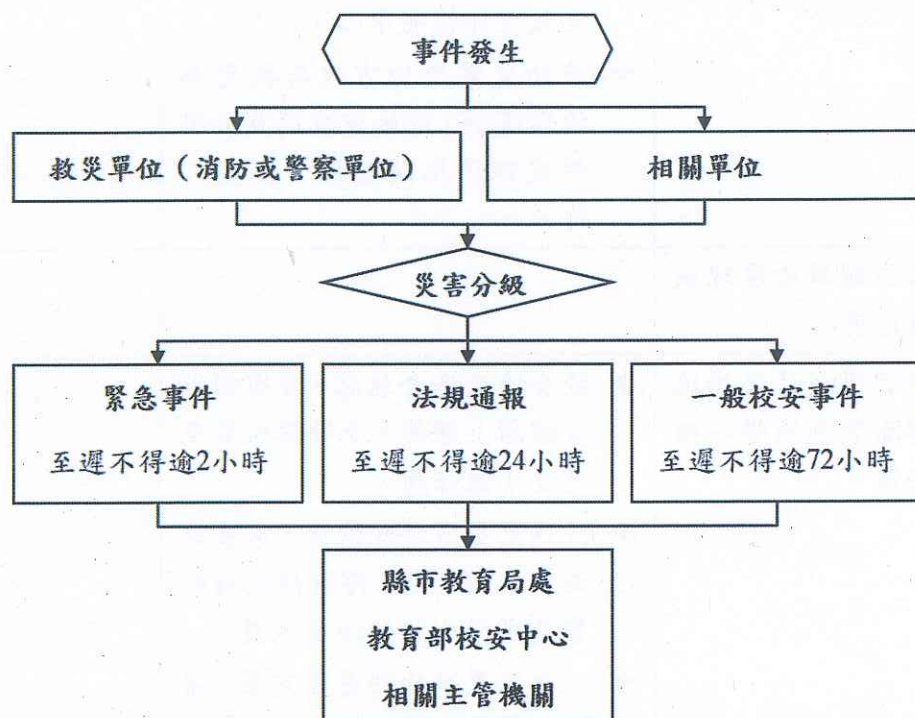 事件發生
救災單位（消防或警察單位）
相關單位
災害分級
緊急事件
至遲不得逾2小時
法規通報
至遲不得逾24小時
一般校安事件
至遲不得逾72小時
縣市教育局處
教育部校安中心
相關主管機關